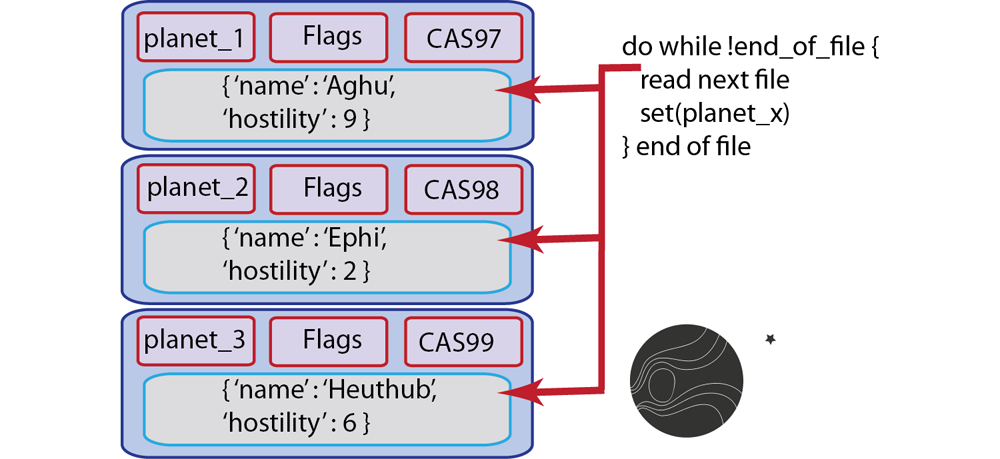 planet_1 Flags CAS97
{ ‘name’ : ‘Aghu’,
‘hostility’ : 9 }
planet_2 Flags CAS98
{ ‘name’ : ‘Ephi’,
‘hostility’ : 2 }
planet_3 Flags CAS99
{ ‘name’ : ‘Heuthub’,
‘hostility’ : 6 }
do while !end_of_file {
read next file
set(planet_x)
} end of file